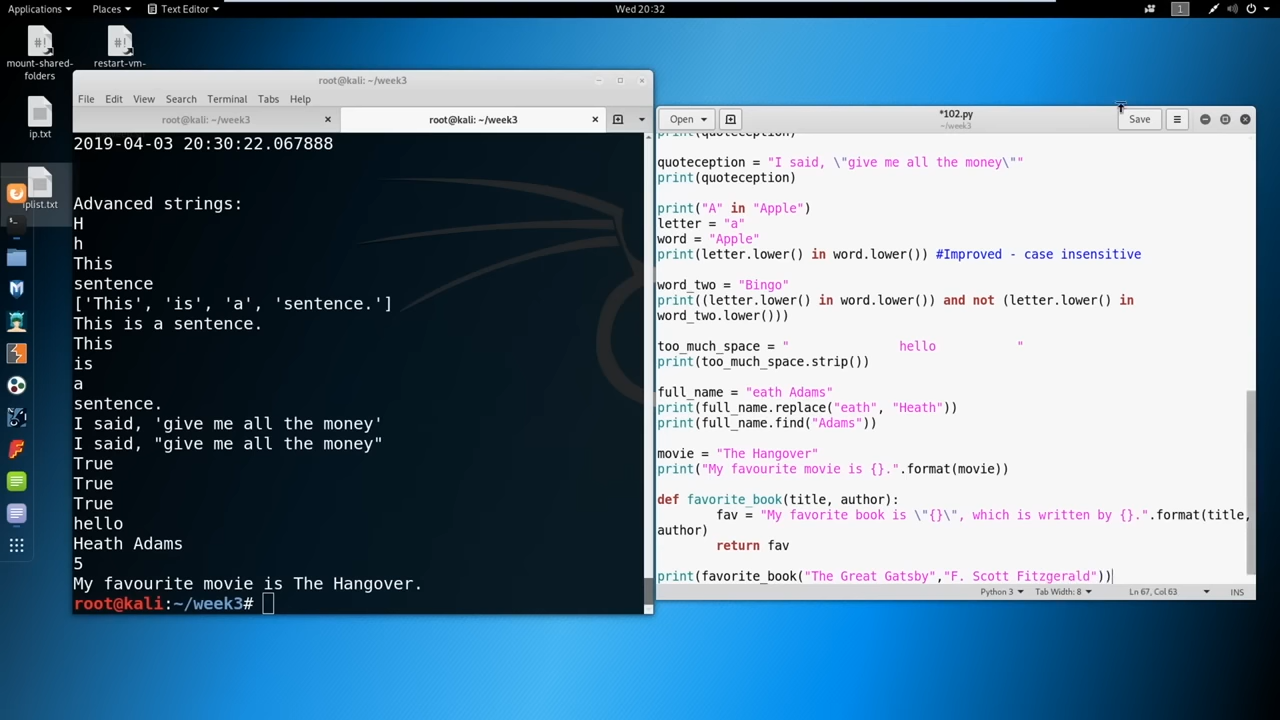 Applications Places Text Editor Wed 20:32 1
mount-shared-
folders
restart-vm-
ip.txt
iplist.txt
root@kali: ~/week3
File Edit View Search Terminal Tabs Help
root@kali: ~/week3 root@kali: ~/week3
2019-04-03 20:30:22.067888
Advanced strings:
H
h
This
sentence
['This', 'is', 'a', 'sentence.']
This is a sentence.
This
is
a
sentence.
I said, 'give me all the money'
I said, "give me all the money"
True
True
True
hello
Heath Adams
5
My favourite movie is The Hangover.
root@kali:~/week3#
Open *102.py Save
~/week3
print(quoteception)
quoteception = "I said, \"give me all the money\""
print(quoteception)
print("A" in "Apple")
letter = "a"
word = "Apple"
print(letter.lower() in word.lower()) #Improved - case insensitive
word_two = "Bingo"
print((letter.lower() in word.lower()) and not (letter.lower() in
word_two.lower()))
too_much_space = "               hello           "
print(too_much_space.strip())
full_name = "eath Adams"
print(full_name.replace("eath", "Heath"))
print(full_name.find("Adams"))
movie = "The Hangover"
print("My favourite movie is {}.".format(movie))
def favorite_book(title, author):
        fav = "My favorite book is \"{}\", which is written by {}.".format(title,
author)
        return fav
print(favorite_book("The Great Gatsby","F. Scott Fitzgerald"))
Python 3 Tab Width: 8 Ln 67, Col 63 INS